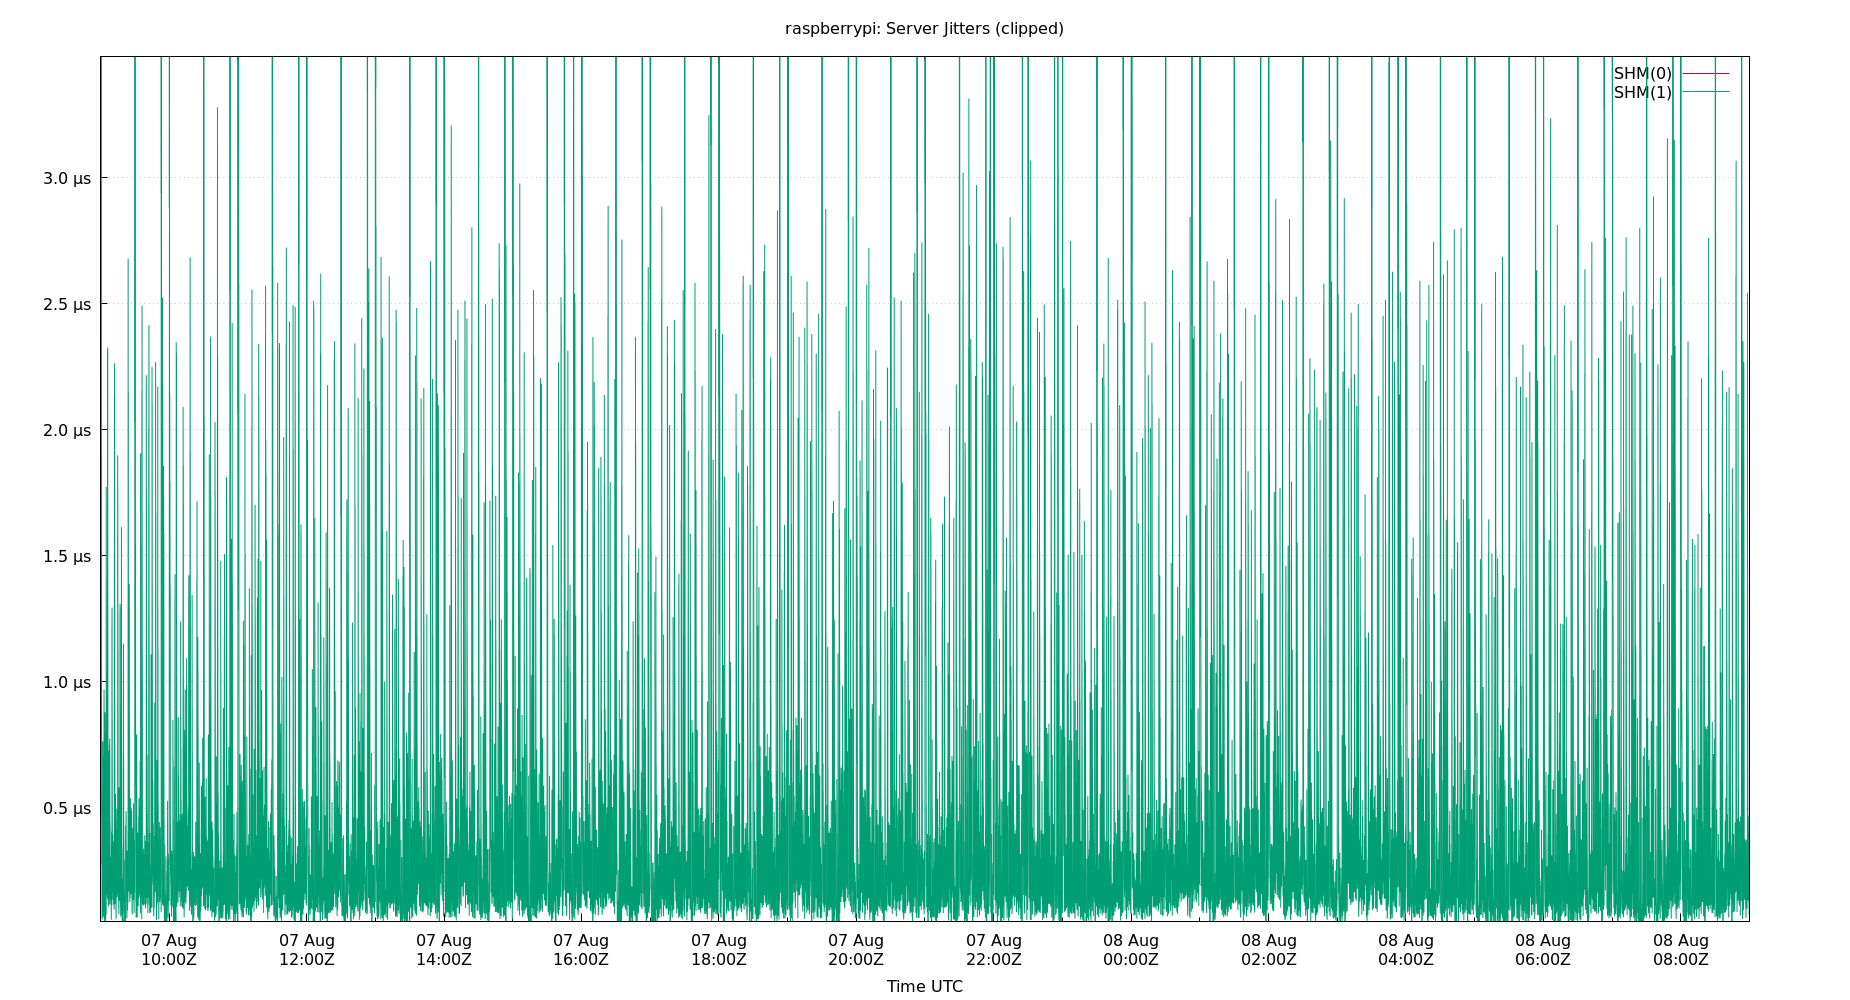 raspberrypi: Server Jitters (clipped)
SHM(0)
SHM(1)
3.0 µs
2.5 µs
2.0 µs
1.5 µs
1.0 µs
0.5 µs
07 Aug 07 Aug 07 Aug 07 Aug 07 Aug 07 Aug 07 Aug 08 Aug 08 Aug 08 Aug 08 Aug 08 Aug
10:00Z 12:00Z 14:00Z 16:00Z 18:00Z 20:00Z 22:00Z 00:00Z 02:00Z 04:00Z 06:00Z 08:00Z
Time UTC